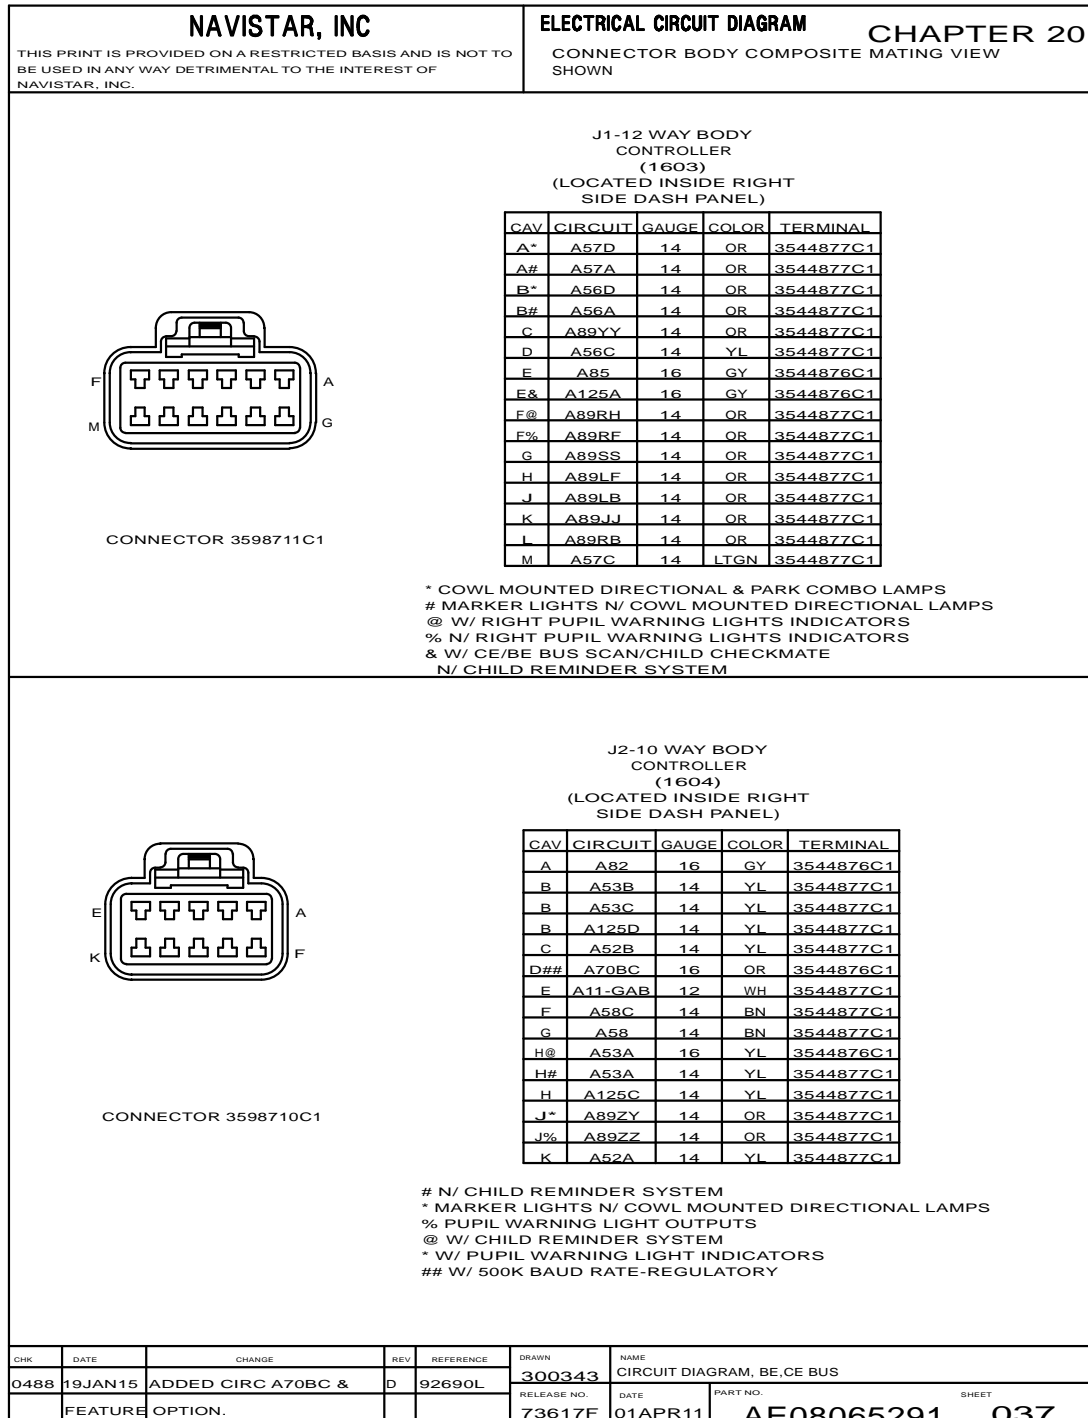 NAVISTAR, INC
THIS PRINT IS PROVIDED ON A RESTRICTED BASIS AND IS NOT TO
BE USED IN ANY WAY DETRIMENTAL TO THE INTEREST OF
NAVISTAR, INC.
ELECTRICAL CIRCUIT DIAGRAM
CHAPTER 20
CONNECTOR BODY COMPOSITE MATING VIEW
SHOWN
J1-12 WAY BODY
CONTROLLER
(1603)
(LOCATED INSIDE RIGHT
SIDE DASH PANEL)
CAV CIRCUIT GAUGE COLOR TERMINAL
A* A57D 14 OR 3544877C1
A# A57A 14 OR 3544877C1
B* A56D 14 OR 3544877C1
B# A56A 14 OR 3544877C1
C A89YY 14 OR 3544877C1
D A56C 14 YL 3544877C1
E A85 16 GY 3544876C1
E& A125A 16 GY 3544876C1
F@ A89RH 14 OR 3544877C1
F% A89RF 14 OR 3544877C1
G A89SS 14 OR 3544877C1
H A89LF 14 OR 3544877C1
J A89LB 14 OR 3544877C1
K A89JJ 14 OR 3544877C1
L A89RB 14 OR 3544877C1
M A57C 14 LTGN 3544877C1
F A
M G
CONNECTOR 3598711C1
* COWL MOUNTED DIRECTIONAL & PARK COMBO LAMPS
# MARKER LIGHTS N/ COWL MOUNTED DIRECTIONAL LAMPS
@ W/ RIGHT PUPIL WARNING LIGHTS INDICATORS
% N/ RIGHT PUPIL WARNING LIGHTS INDICATORS
& W/ CE/BE BUS SCAN/CHILD CHECKMATE
N/ CHILD REMINDER SYSTEM
J2-10 WAY BODY
CONTROLLER
(1604)
(LOCATED INSIDE RIGHT
SIDE DASH PANEL)
CAV CIRCUIT GAUGE COLOR TERMINAL
A A82 16 GY 3544876C1
B A53B 14 YL 3544877C1
B A53C 14 YL 3544877C1
B A125D 14 YL 3544877C1
C A52B 14 YL 3544877C1
D## A70BC 16 OR 3544876C1
E A11-GAB 12 WH 3544877C1
F A58C 14 BN 3544877C1
G A58 14 BN 3544877C1
H@ A53A 16 YL 3544876C1
H# A53A 14 YL 3544877C1
H A125C 14 YL 3544877C1
J* A89ZY 14 OR 3544877C1
J% A89ZZ 14 OR 3544877C1
K A52A 14 YL 3544877C1
E A
K F
CONNECTOR 3598710C1
# N/ CHILD REMINDER SYSTEM
* MARKER LIGHTS N/ COWL MOUNTED DIRECTIONAL LAMPS
% PUPIL WARNING LIGHT OUTPUTS
@ W/ CHILD REMINDER SYSTEM
* W/ PUPIL WARNING LIGHT INDICATORS
## W/ 500K BAUD RATE-REGULATORY
CHK DATE CHANGE REV REFERENCE
0488 19JAN15 ADDED CIRC A70BC & D 92690L
FEATURE OPTION.
DRAWN
300343
NAME
CIRCUIT DIAGRAM, BE,CE BUS
RELEASE NO.
73617F
DATE
01APR11
PART NO.
AE08065291
SHEET
037